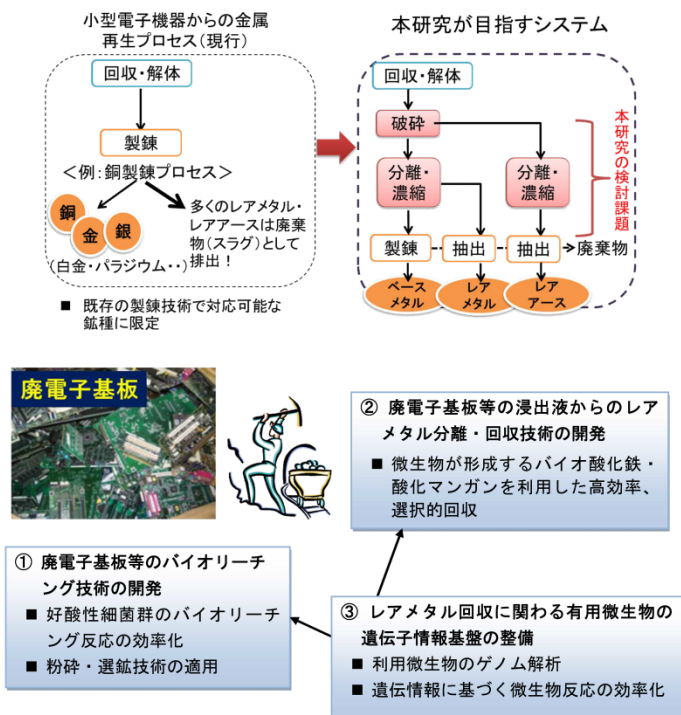 小型電子機器からの金属
再生プロセス(現行)
回収・解体
製錬
＜例:銅製錬プロセス＞
銅
金
銀
多くのレアメタル・
レアアースは廃棄
物(スラグ)として
排出！
(白金・パラジウム・・)
■ 既存の製錬技術で対応可能な
鉱種に限定
本研究が目指すシステム
回収・解体
破砕
分離・
濃縮
分離・
濃縮
製錬
抽出
抽出
廃棄物
ベース
メタル
レア
メタル
レア
アース
本研究の検討課題
廃電子基板
② 廃電子基板等の浸出液からのレア
メタル分離・回収技術の開発
■ 微生物が形成するバイオ酸化鉄・
酸化マンガンを利用した高効率、
選択的回収
① 廃電子基板等のバイオリーチ
ング技術の開発
■ 好酸性細菌群のバイオリーチ
ング反応の効率化
■ 粉砕・選鉱技術の適用
③ レアメタル回収に関わる有用微生物の
遺伝子情報基盤の整備
■ 利用微生物のゲノム解析
■ 遺伝情報に基づく微生物反応の効率化